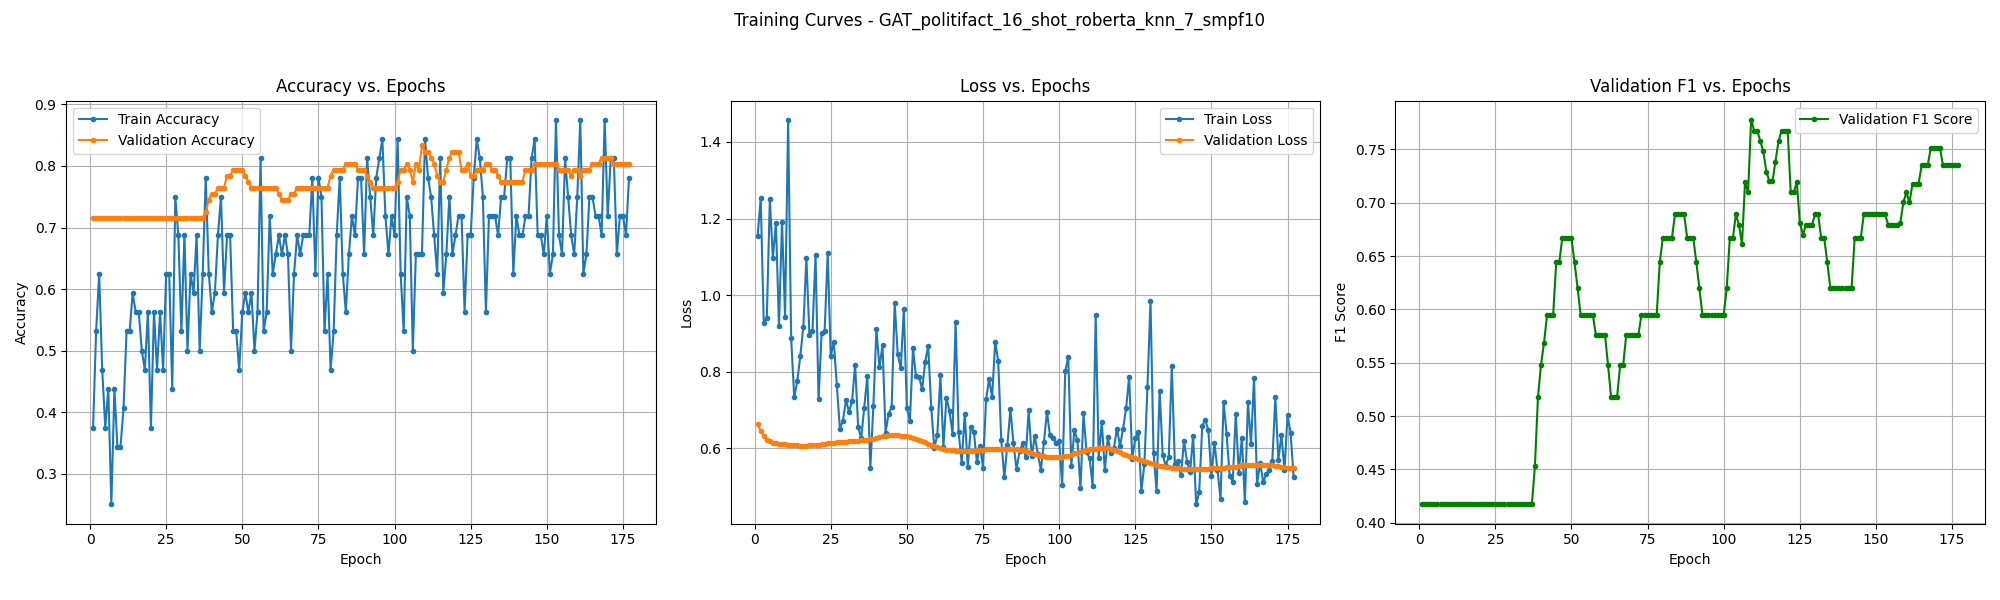 Training Curves - GAT_politifact_16_shot_roberta_knn_7_smpf10
Accuracy vs. Epochs
Train Accuracy
Validation Accuracy
0.9
0.8
0.7
0.6
0.5
0.4
0.3
Accuracy
0 25 50 75 100 125 150 175
Epoch
Loss vs. Epochs
Train Loss
Validation Loss
1.4
1.2
1.0
0.8
0.6
Loss
0 25 50 75 100 125 150 175
Epoch
Validation F1 vs. Epochs
Validation F1 Score
0.75
0.70
0.65
0.60
0.55
0.50
0.45
0.40
F1 Score
0 25 50 75 100 125 150 175
Epoch